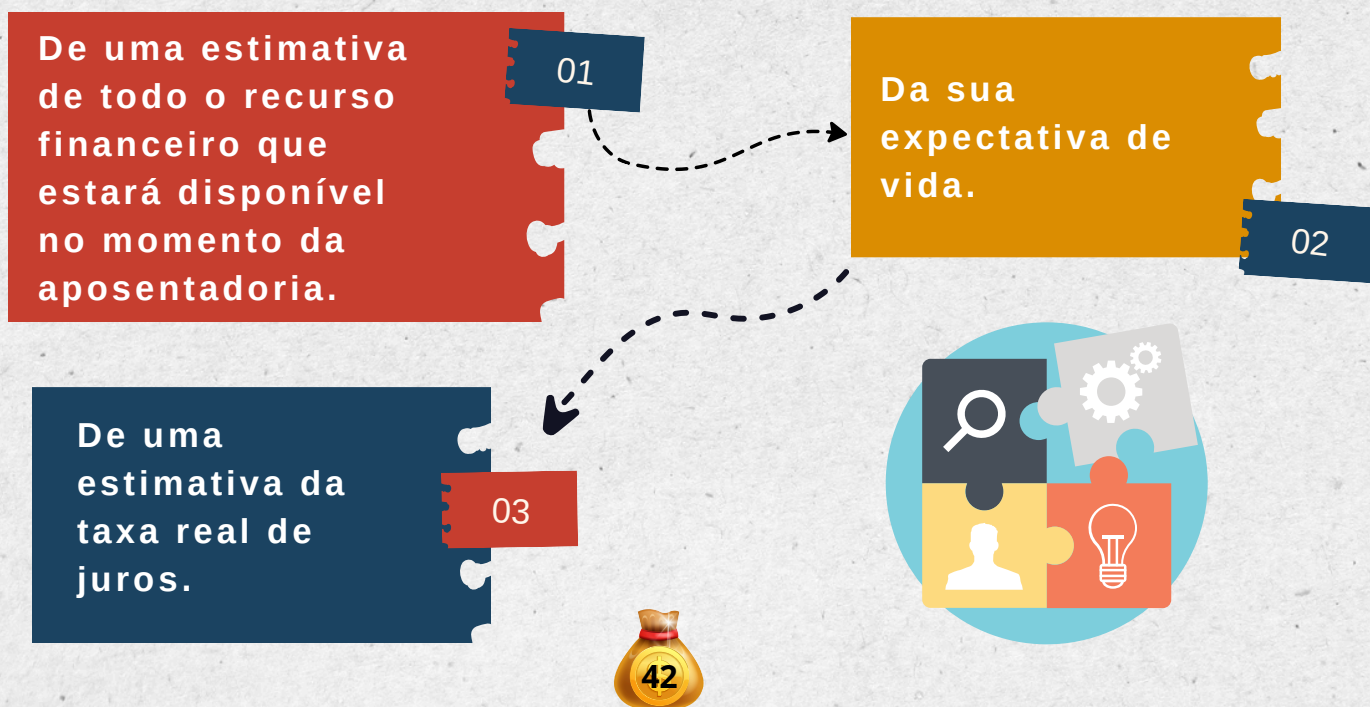 De uma estimativa
de todo o recurso
financeiro que
estará disponível
no momento da
aposentadoria.
01
Da sua
expectativa de
vida.
02
De uma
estimativa da
taxa real de
juros.
03
42